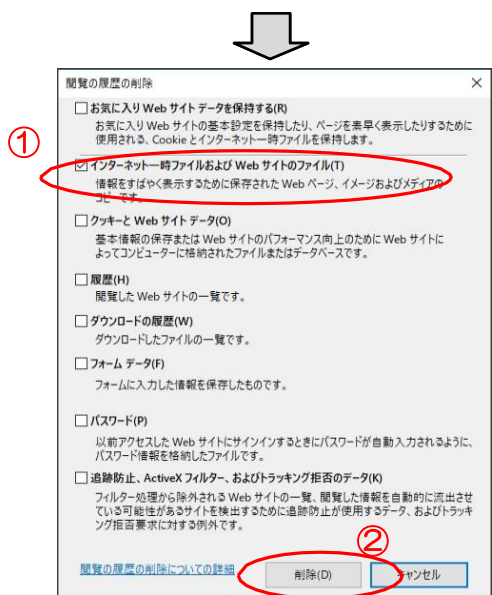 閲覧の履歴の削除
①
お気に入り Web サイト データを保持する(R)
お気に入り Web サイトの基本設定を保持したり、ページを素早く表示したりするために
使用される、Cookie とインターネット一時ファイルを保持します。
インターネット一時ファイルおよび Web サイトのファイル(T)
情報をすばやく表示するために保存された Web ページ、イメージおよびメディアの
コピーです。
クッキーと Web サイト データ(O)
基本情報の保存または Web サイトのパフォーマンス向上のために Web サイトに
よってコンピューターに格納されたファイルまたはデータベースです。
履歴(H)
閲覧した Web サイトの一覧です。
ダウンロードの履歴(W)
ダウンロードしたファイルの一覧です。
フォーム データ(F)
フォームに入力した情報を保存したものです。
パスワード(P)
以前アクセスした Web サイトにサインインするときにパスワードが自動入力されるように、
パスワード情報を格納したファイルです。
追跡防止、ActiveX フィルター、およびトラッキング拒否のデータ(K)
フィルター処理から除外される Web サイトの一覧、閲覧した情報を自動的に流出させ
ている可能性があるサイトを検出するために追跡防止が使用するデータ、およびトラッキ
ング拒否要求に対する例外です。
②
閲覧の履歴の削除についての詳細
削除(D)
キャンセル